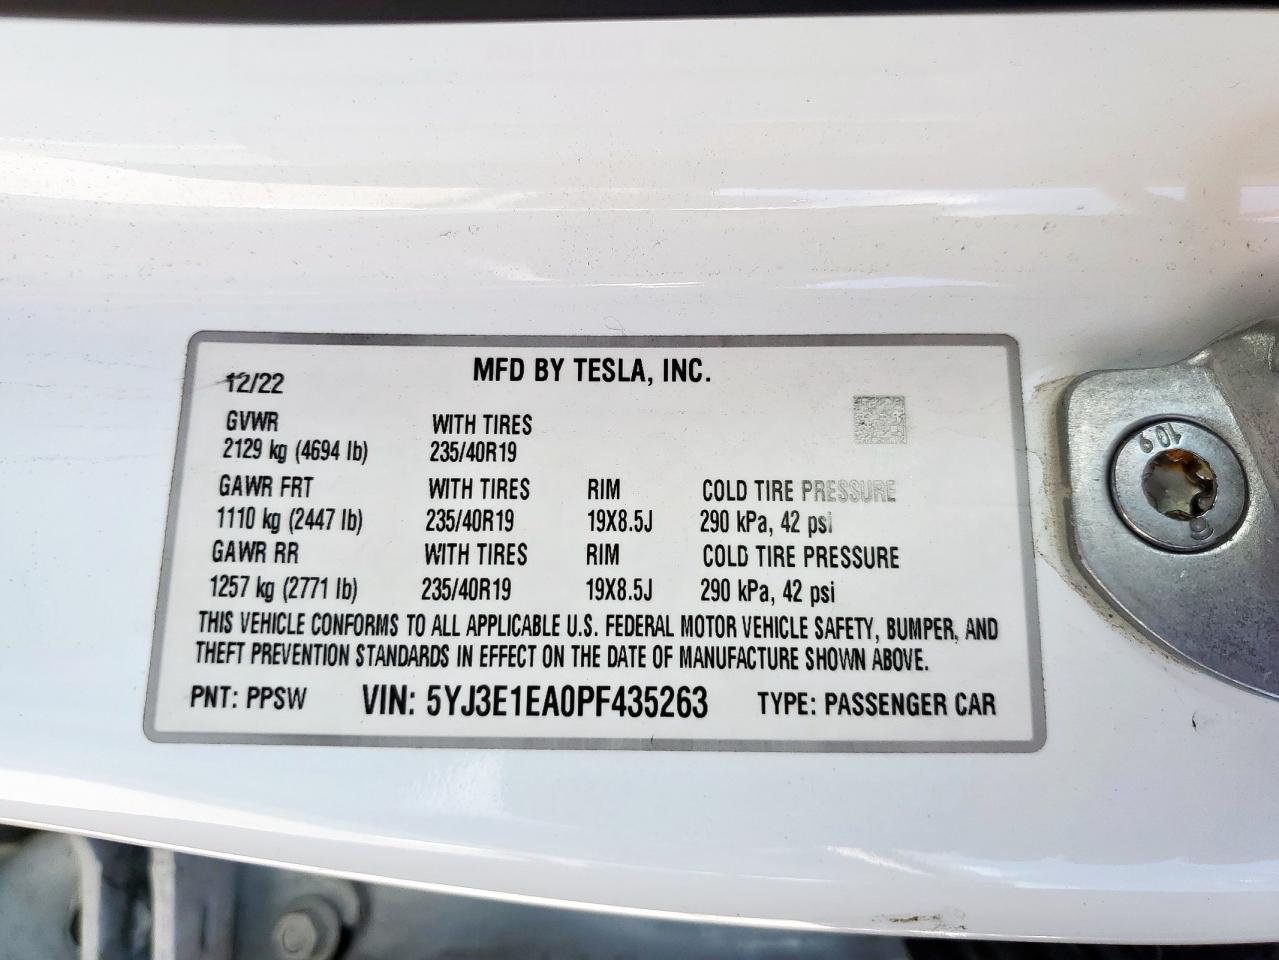 MFD BY TESLA, INC.
12/22
GVWR WITH TIRES
2129 kg (4694 lb) 235/40R19
GAWR FRT WITH TIRES RIM COLD TIRE PRESSURE
1110 kg (2447 lb) 235/40R19 19X8.5J 290 kPa, 42 psi
GAWR RR WITH TIRES RIM COLD TIRE PRESSURE
1257 kg (2771 lb) 235/40R19 19X8.5J 290 kPa, 42 psi
THIS VEHICLE CONFORMS TO ALL APPLICABLE U.S. FEDERAL MOTOR VEHICLE SAFETY, BUMPER, AND
THEFT PREVENTION STANDARDS IN EFFECT ON THE DATE OF MANUFACTURE SHOWN ABOVE.
PNT: PPSW VIN: 5YJ3E1EA0PF435263 TYPE: PASSENGER CAR
10.9